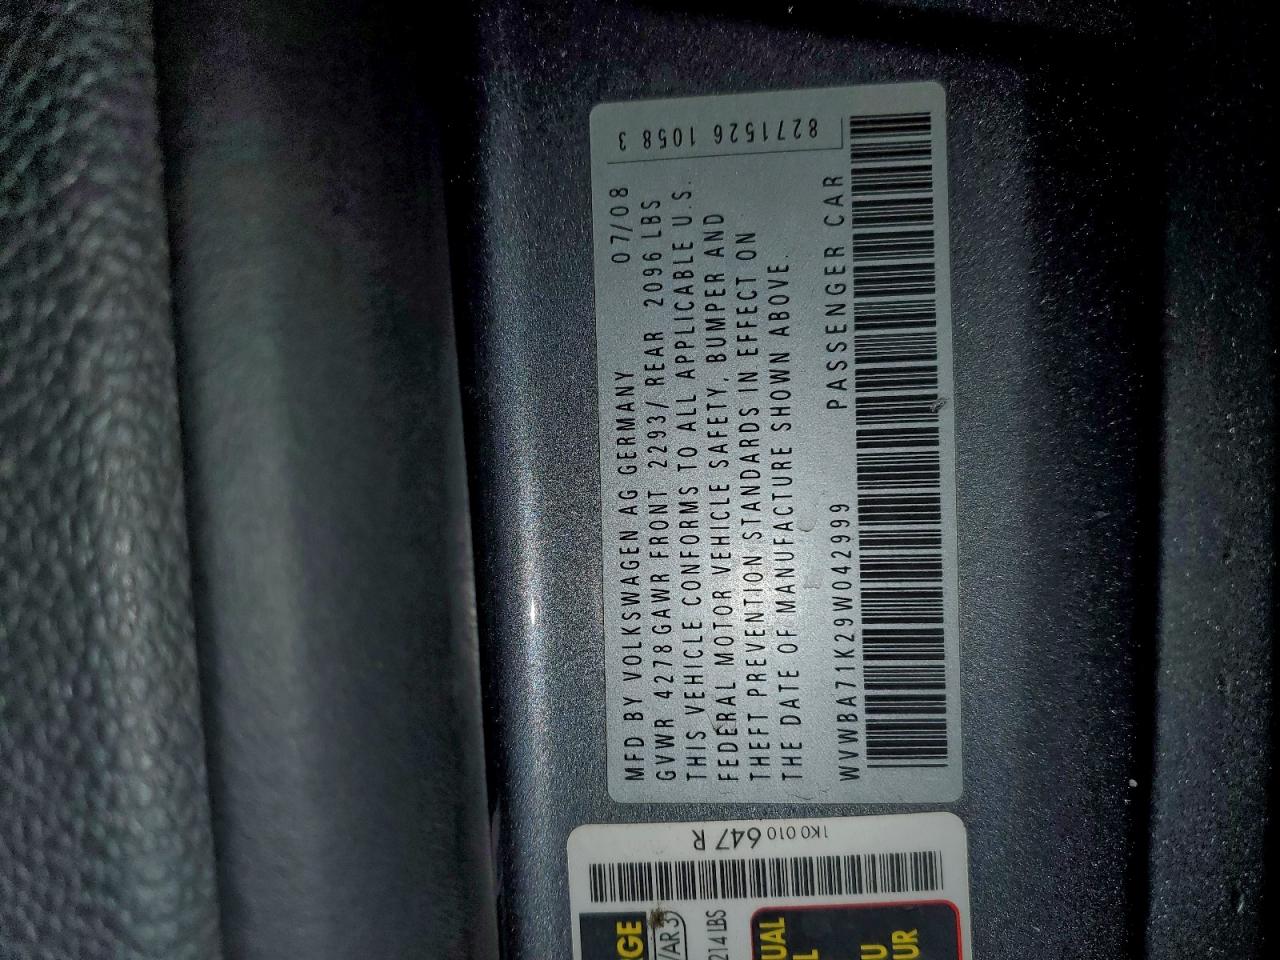 MFD BY VOLKSWAGEN AG GERMANY 07/08
GVWR 4278 GAWR FRONT 2293/ REAR 2096 LBS
THIS VEHICLE CONFORMS TO ALL APPLICABLE U.S.
FEDERAL MOTOR VEHICLE SAFETY, BUMPER AND
THEFT PREVENTION STANDARDS IN EFFECT ON
THE DATE OF MANUFACTURE SHOWN ABOVE.
WVWBA71K29W042999 PASSENGER CAR
8271526 1058 3
1K0 010 647 R
214 LBS